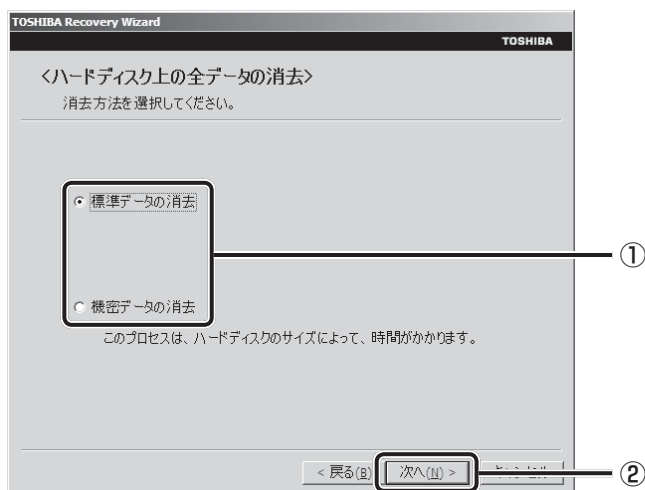 TOSHIBA Recovery Wizard
TOSHIBA
<ハードディスク上の全データの消去>
消去方法を選択してください。
標準データの消去
①
機密データの消去
このプロセスは、ハードディスクのサイズによって、時間がかかります。
< 戻る(B) 次へ(N) >
②